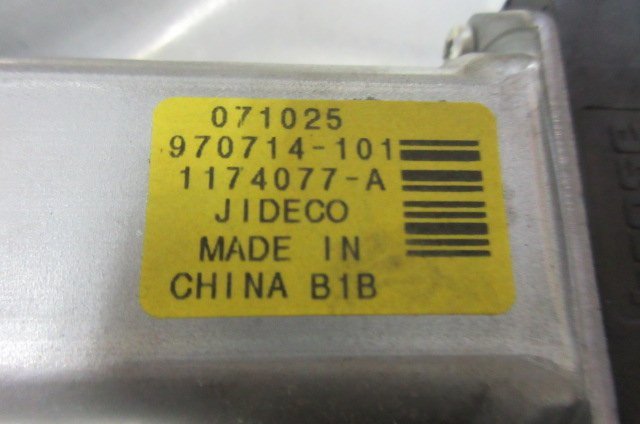 071025
970714-101
1174077-A
JIDECO
MADE IN
CHINA B1B